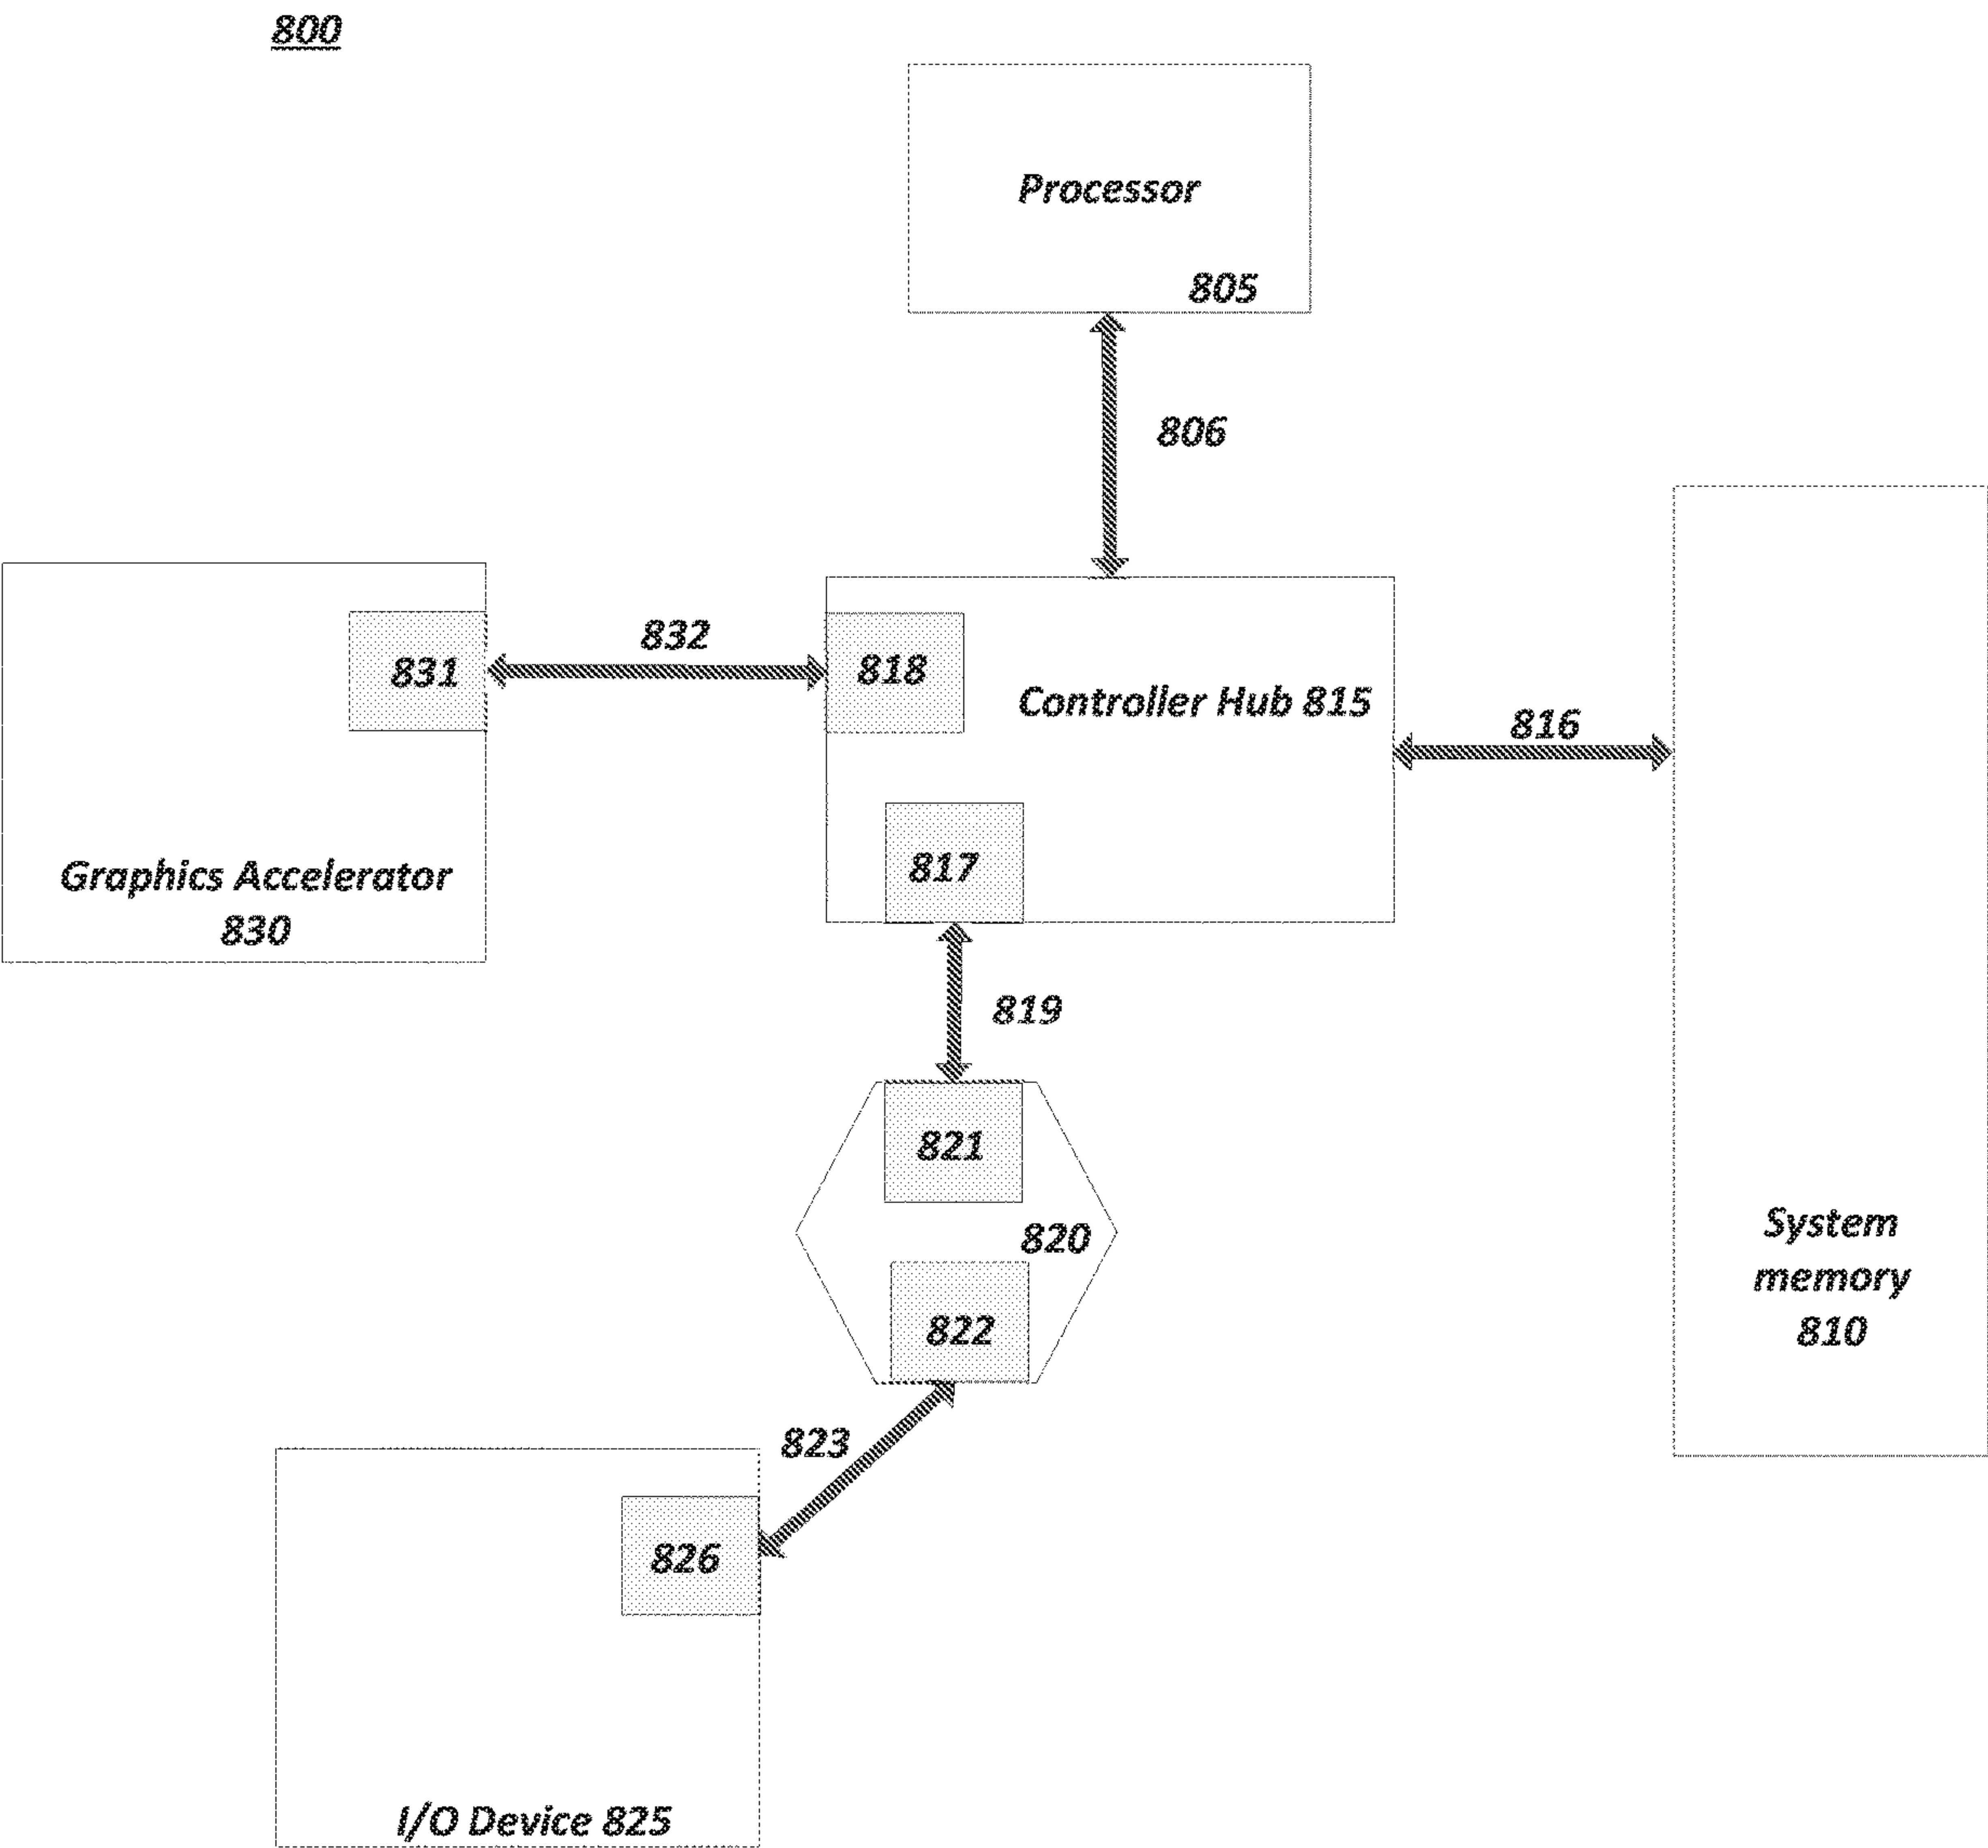 800
Processor
805
806
832
831
818
Controller Hub 815
816
817
Graphics Accelerator
830
819
821
820
822
System
memory
810
823
826
I/O Device 825